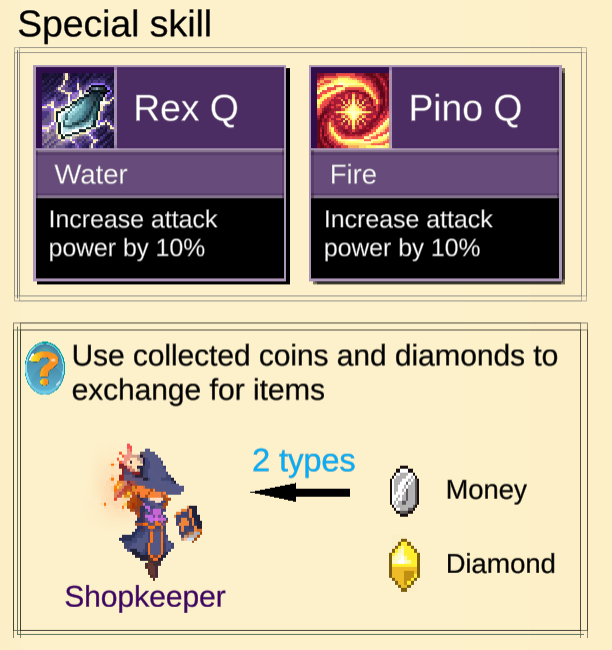 Special skill
Rex Q
Pino Q
Water
Fire
Increase attack
power by 10%
Increase attack
power by 10%
Use collected coins and diamonds to
exchange for items
2 types
Money
Diamond
Shopkeeper